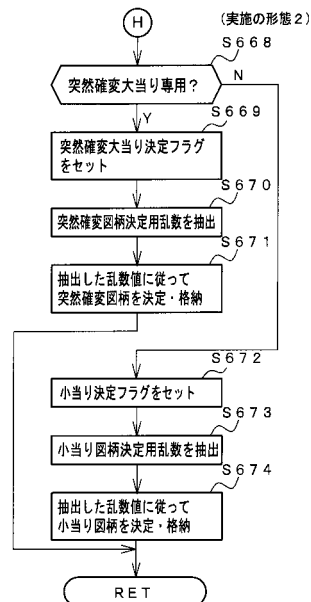 (実施の形態２)
H
S668
突然確変大当り専用？
N
Y
S669
突然確変大当り決定フラグ
をセット
S670
突然確変図柄決定用乱数を抽出
S671
抽出した乱数値に従って
突然確変図柄を決定・格納
S672
小当り決定フラグをセット
S673
小当り図柄決定用乱数を抽出
S674
抽出した乱数値に従って
小当り図柄を決定・格納
RET